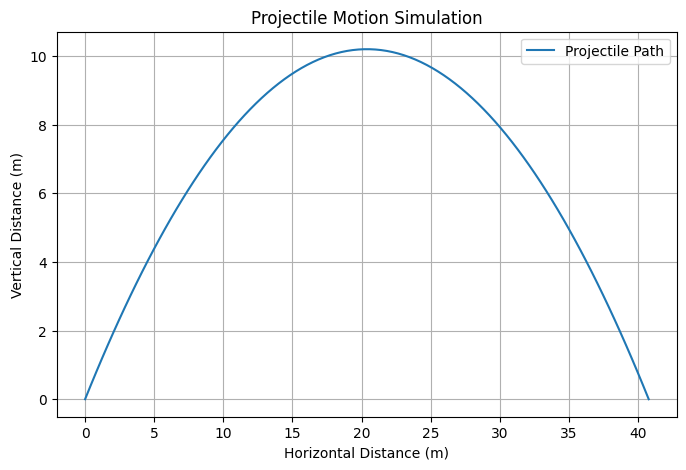 Projectile Motion Simulation
Projectile Path
10
8
6
4
2
0
Vertical Distance (m)
0 5 10 15 20 25 30 35 40
Horizontal Distance (m)